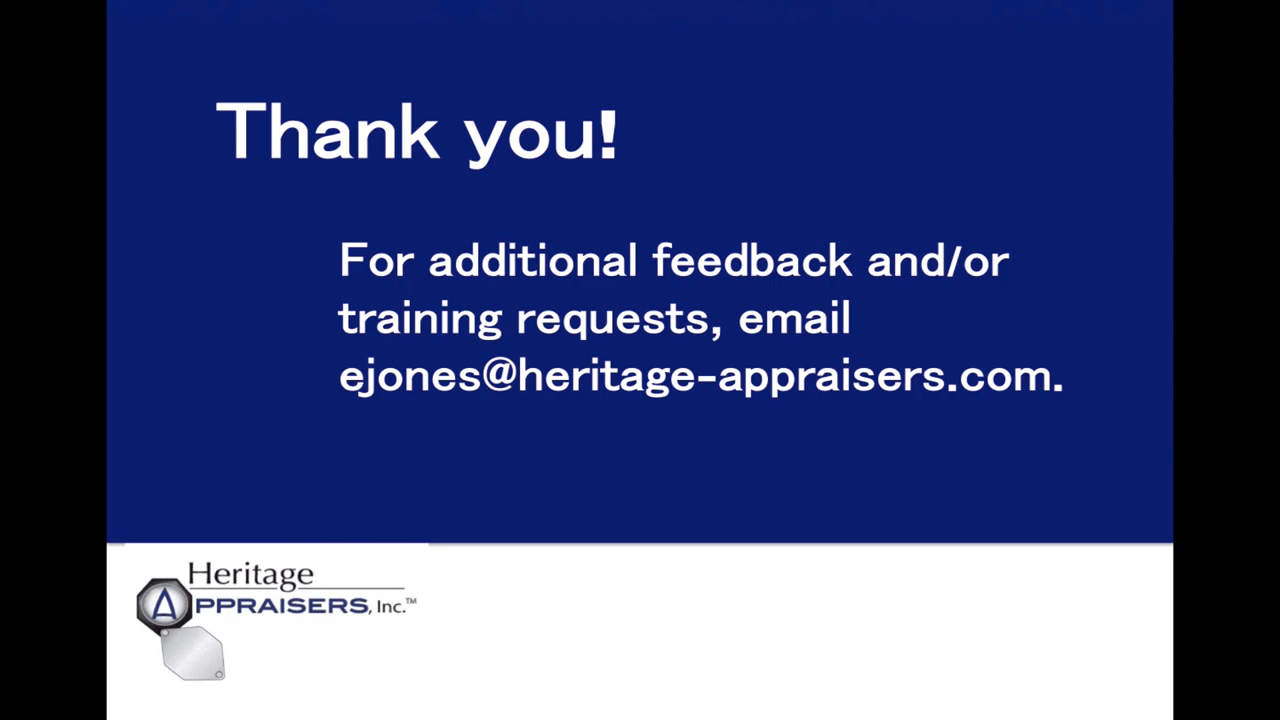 Thank you!
For additional feedback and/or
training requests, email
ejones@heritage-appraisers.com.
Heritage
APPRAISERS, Inc.™